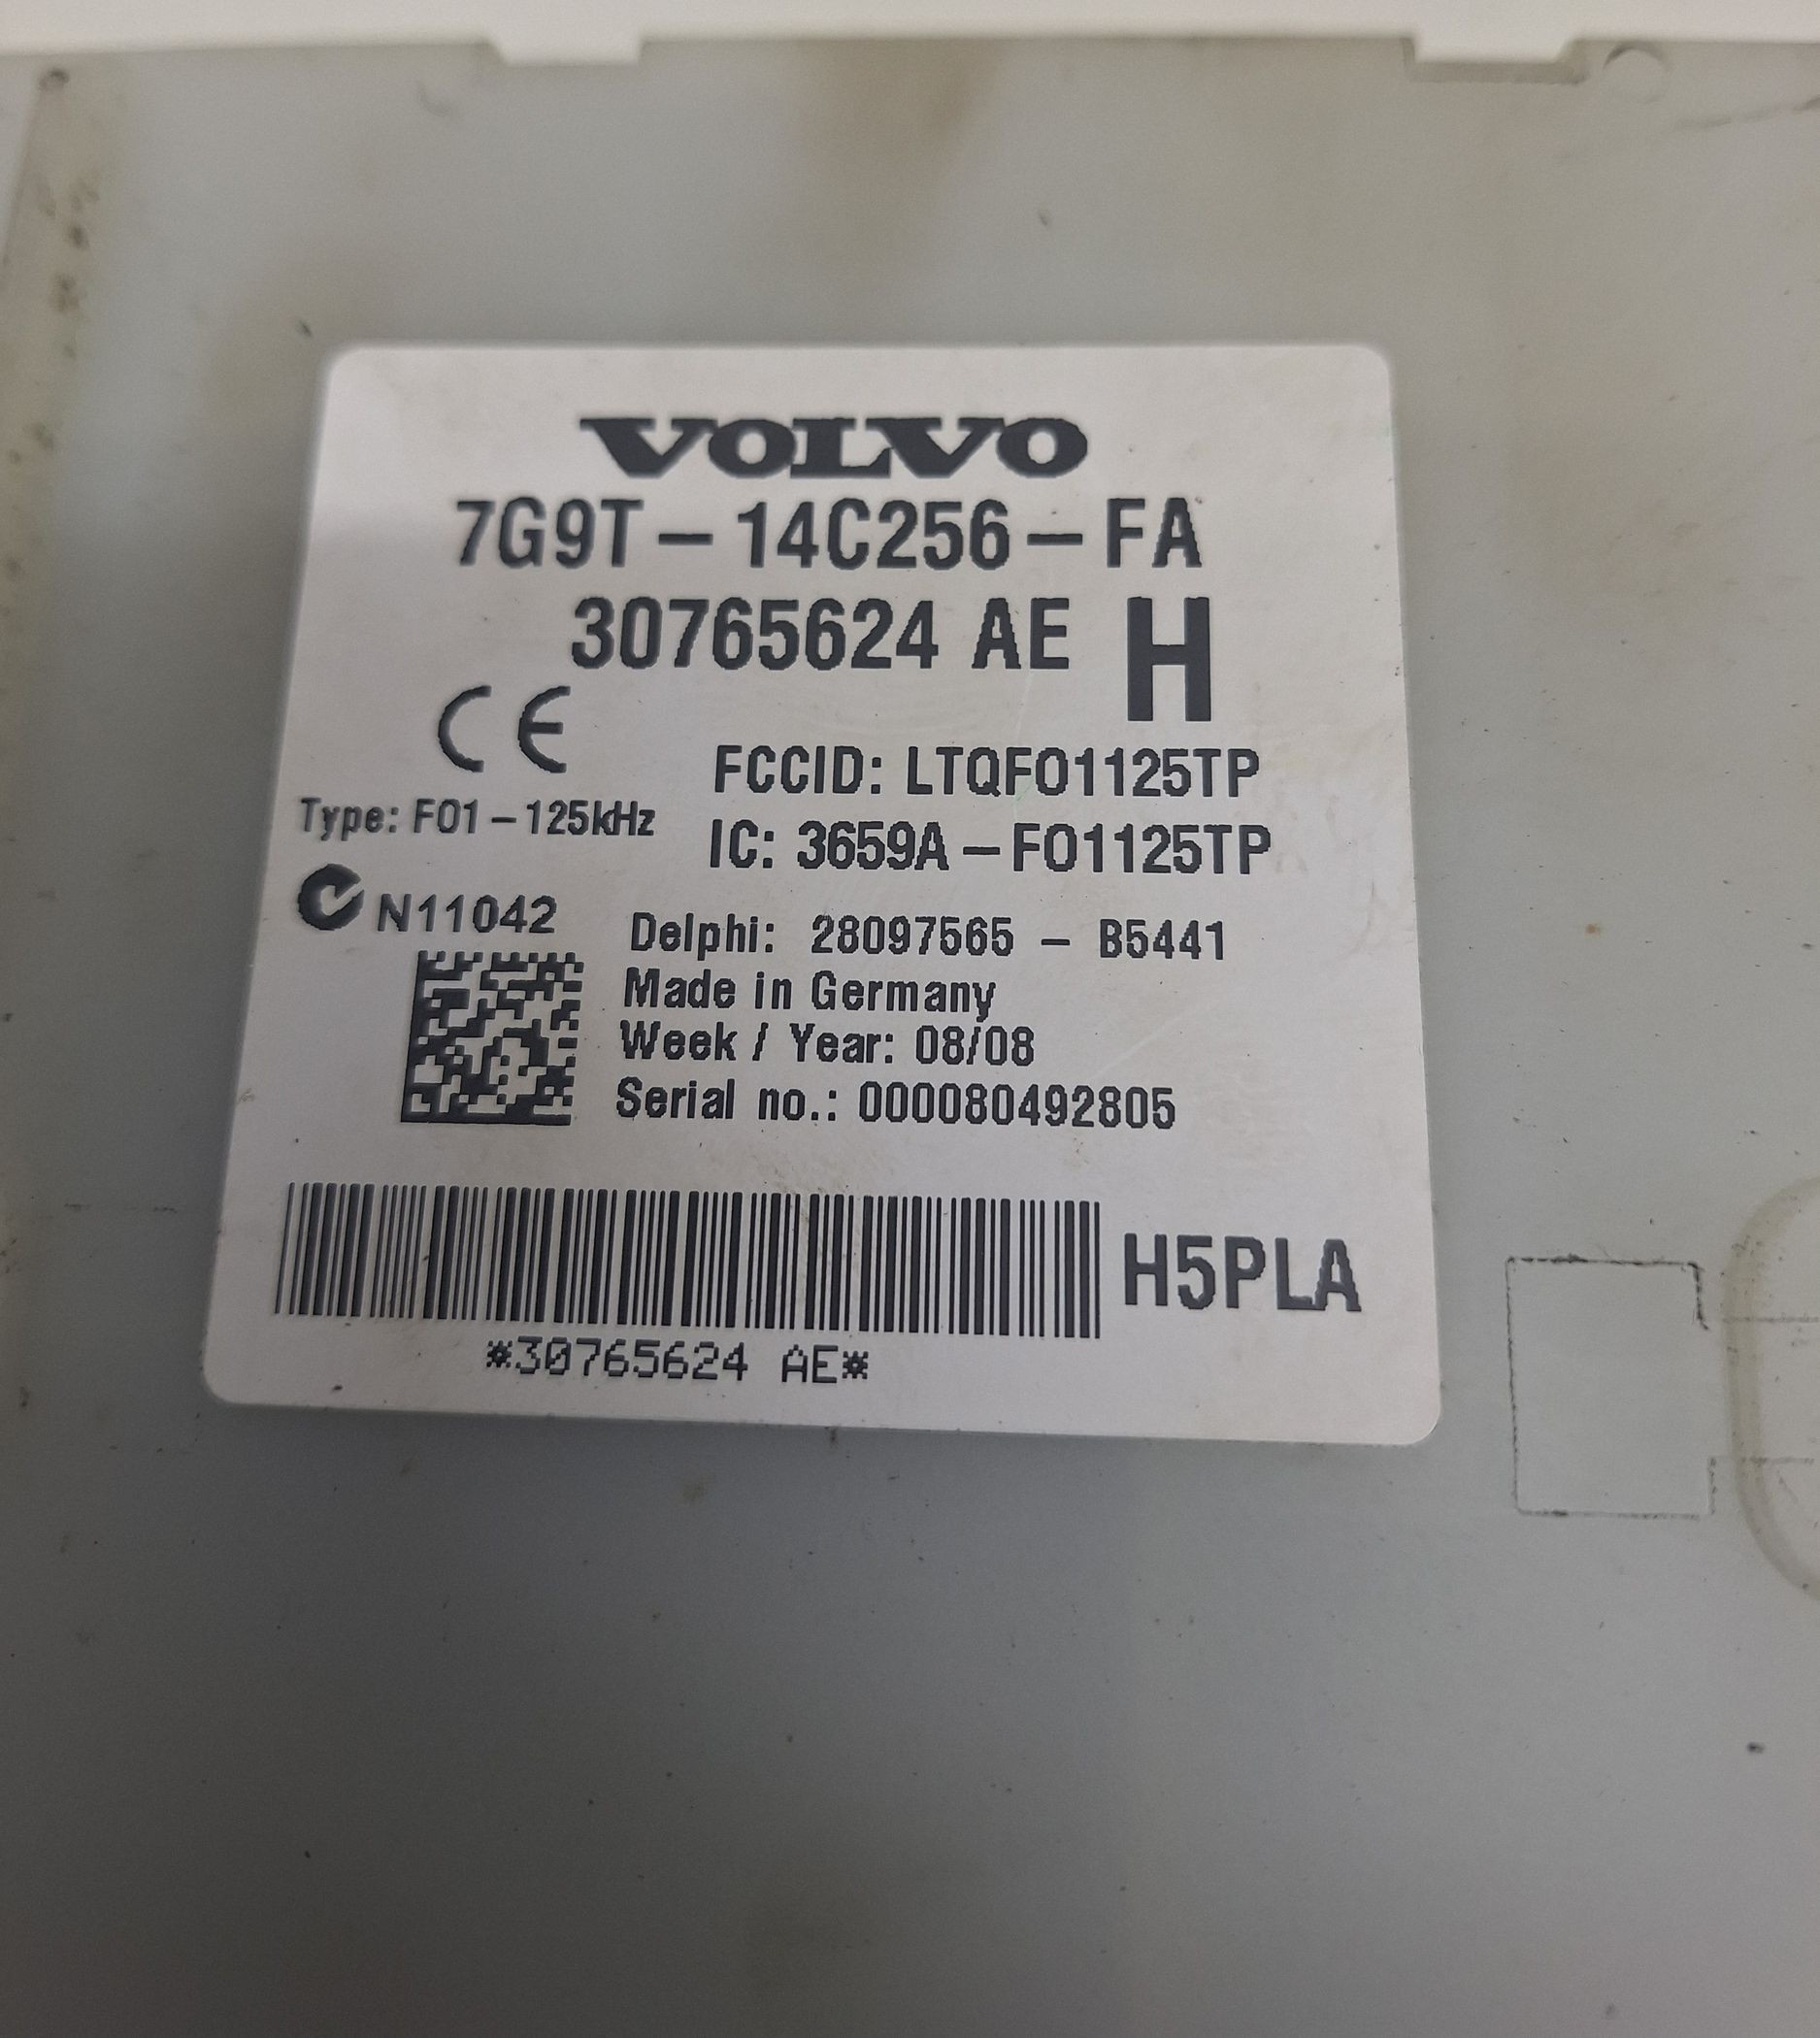 VOLVO
7G9T-14C256-FA
30765624 AE H
CE
Type: F01-125kHz
FCCID: LTQFO1125TP
IC: 3659A-FO1125TP
N11042
Delphi: 28097565 - B5441
Made in Germany
Week / Year: 08/08
Serial no.: 000080492805
H5PLA
*30765624 AE*